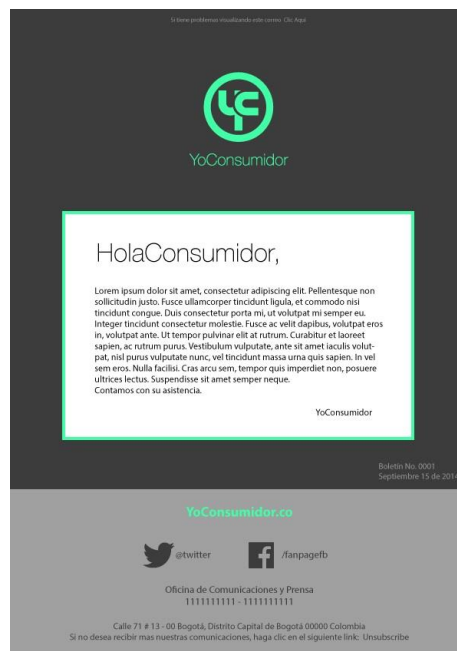 Si tiene problemas visualizando este correo. Clic Aquí
YoConsumidor
HolaConsumidor,
Lorem ipsum dolor sit amet, consectetur adipiscing elit. Pellentesque non
sollicitudin justo. Fusce ullamcorper tincidunt ligula, et commodo nisi
tincidunt congue. Duis consectetur porta mi, ut volutpat mi semper eu.
Integer tincidunt consectetur molestie. Fusce ac velit dapibus, volutpat eros
in, volutpat ante. Ut tempor pulvinar elit at rutrum. Curabitur et laoreet
sapien, ac rutrum purus. Vestibulum vulputate, ante sit amet iaculis volut-
pat, nisl purus vulputate nunc, vel tincidunt massa urna quis sapien. In vel
sem eros. Nulla facilisi. Cras arcu sem, tempor quis imperdiet non, posuere
ultrices lectus. Suspendisse sit amet semper neque.
Contamos con su asistencia.
YoConsumidor
Boletín No. 0001
Septiembre 15 de 2014
YoConsumidor.co
@twitter /fanpagefb
Oficina de Comunicaciones y Prensa
1111111111 - 1111111111
Calle 71 # 13 - 00 Bogotá, Distrito Capital de Bogotá 00000 Colombia
Si no desea recibir mas nuestras comunicaciones, haga clic en el siguiente link: Unsubscribe